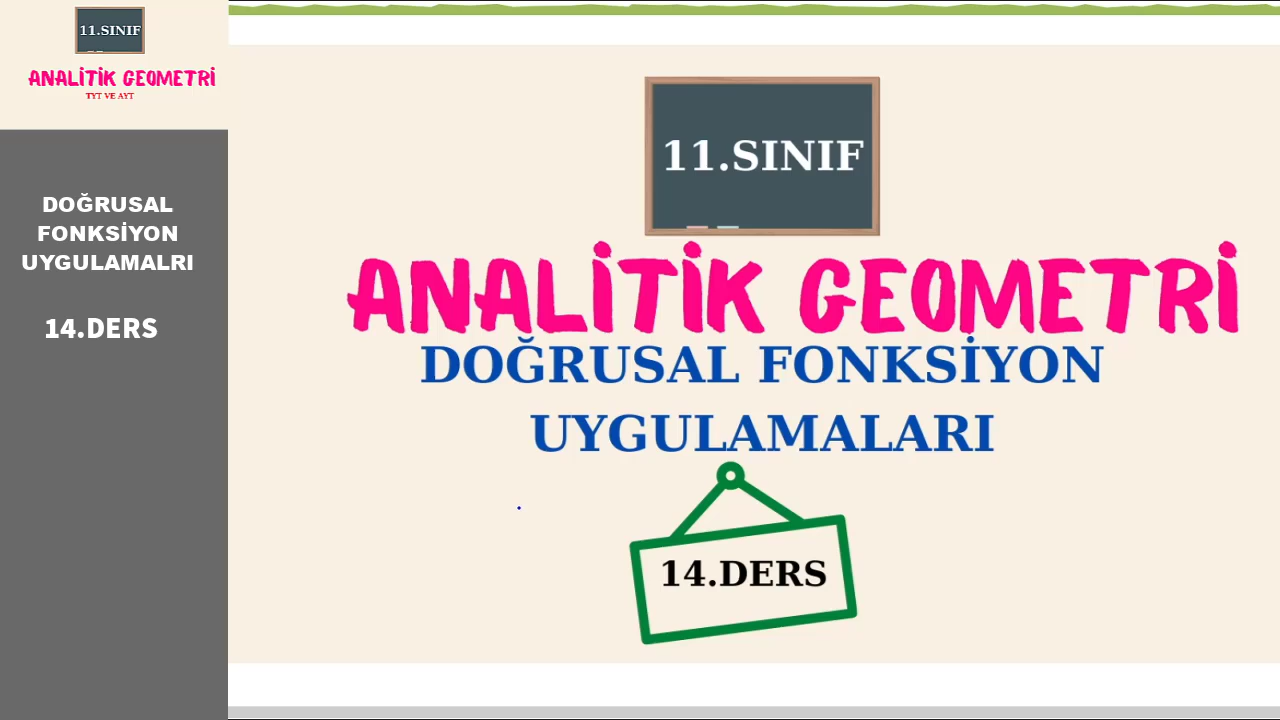 11.SINIF
ANALİTİK GEOMETRİ
TYT VE AYT
DOĞRUSAL
FONKSİYON
UYGULAMALRI
14.DERS
11.SINIF
ANALİTİK GEOMETRİ
DOĞRUSAL FONKSİYON
UYGULAMALARI
14.DERS